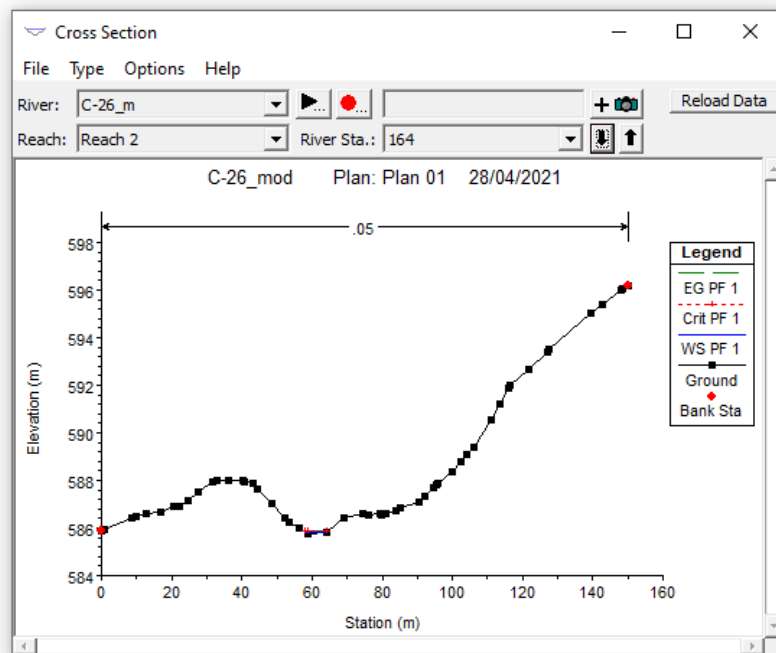 Cross Section
File Type Options Help
River: C-26_m Reload Data
Reach: Reach 2 River Sta.: 164
C-26_mod Plan: Plan 01 28/04/2021
.05
Legend
EG PF 1
Crit PF 1
WS PF 1
Ground
Bank Sta
Elevation (m)
598
596
594
592
590
588
586
584
0 20 40 60 80 100 120 140 160
Station (m)